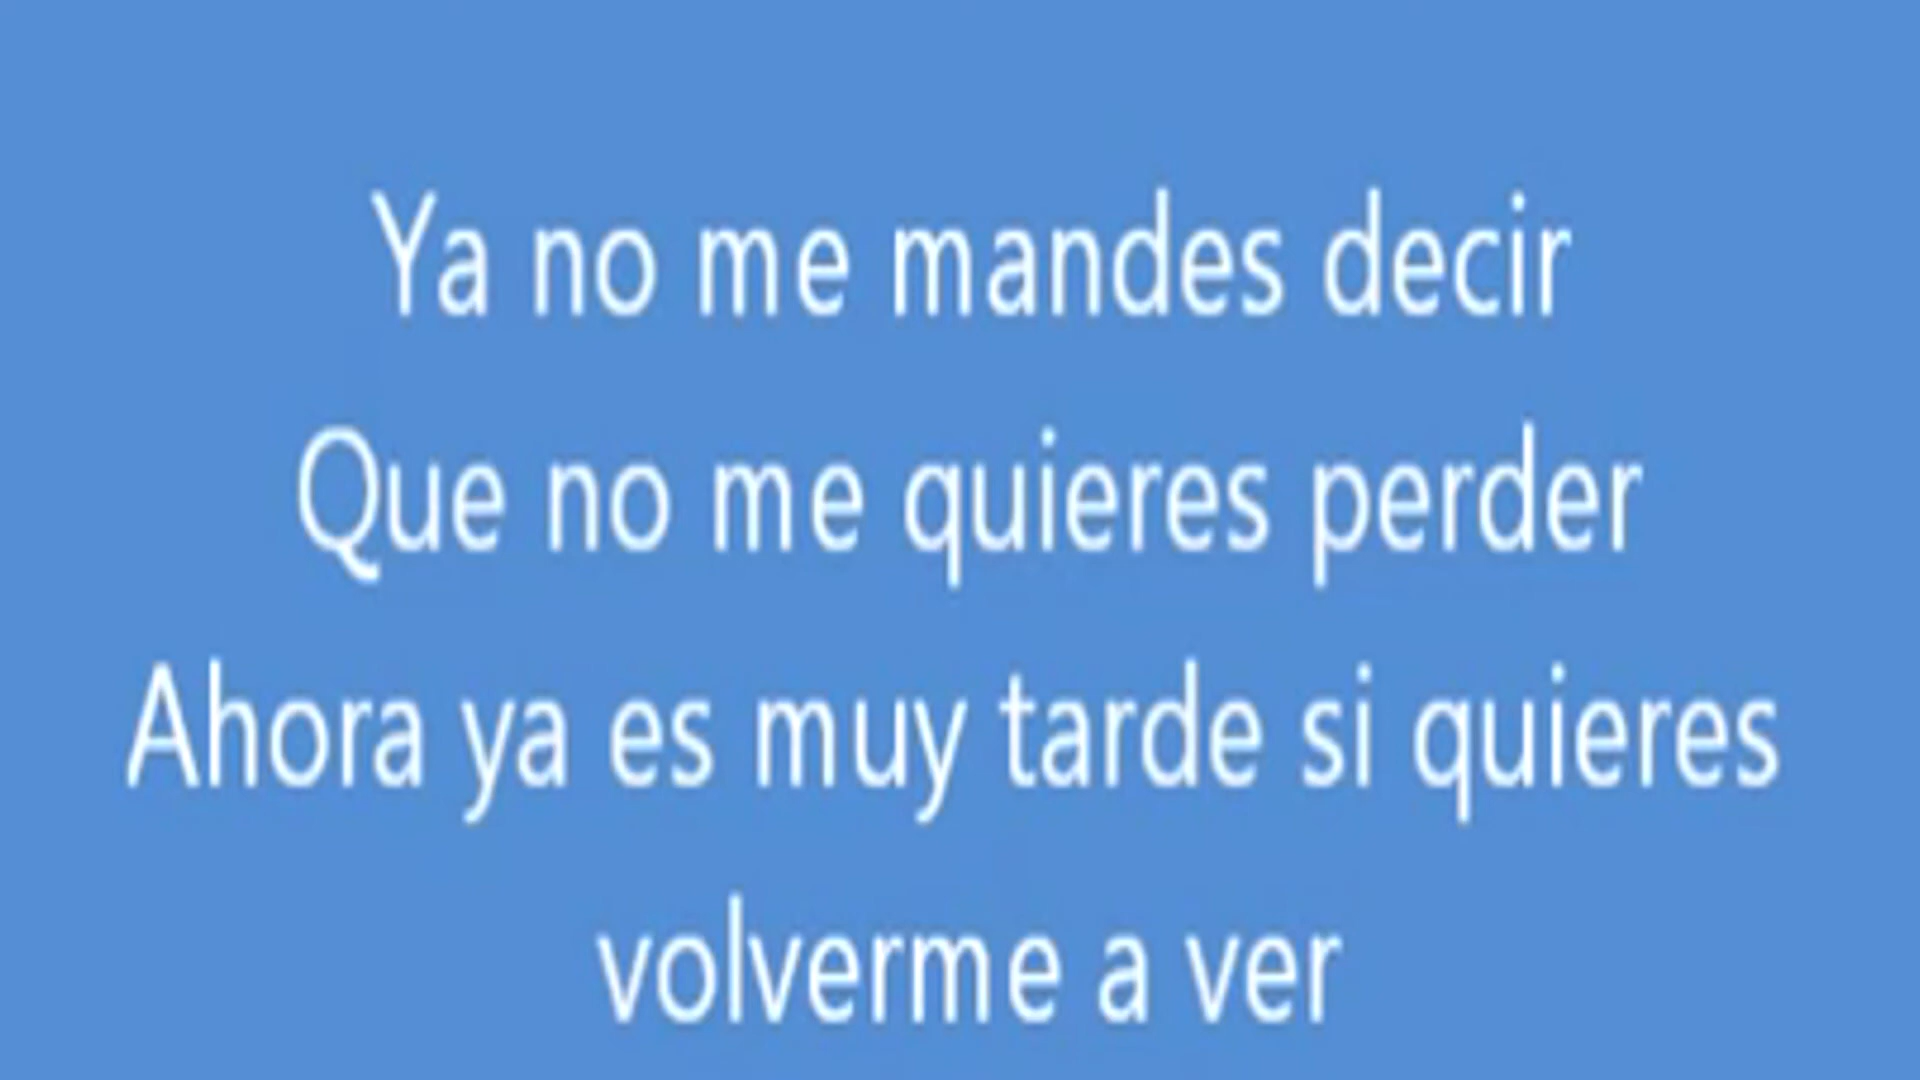 Ya no me mandes decir
Que no me quieres perder
Ahora ya es muy tarde si quieres
volverme a ver